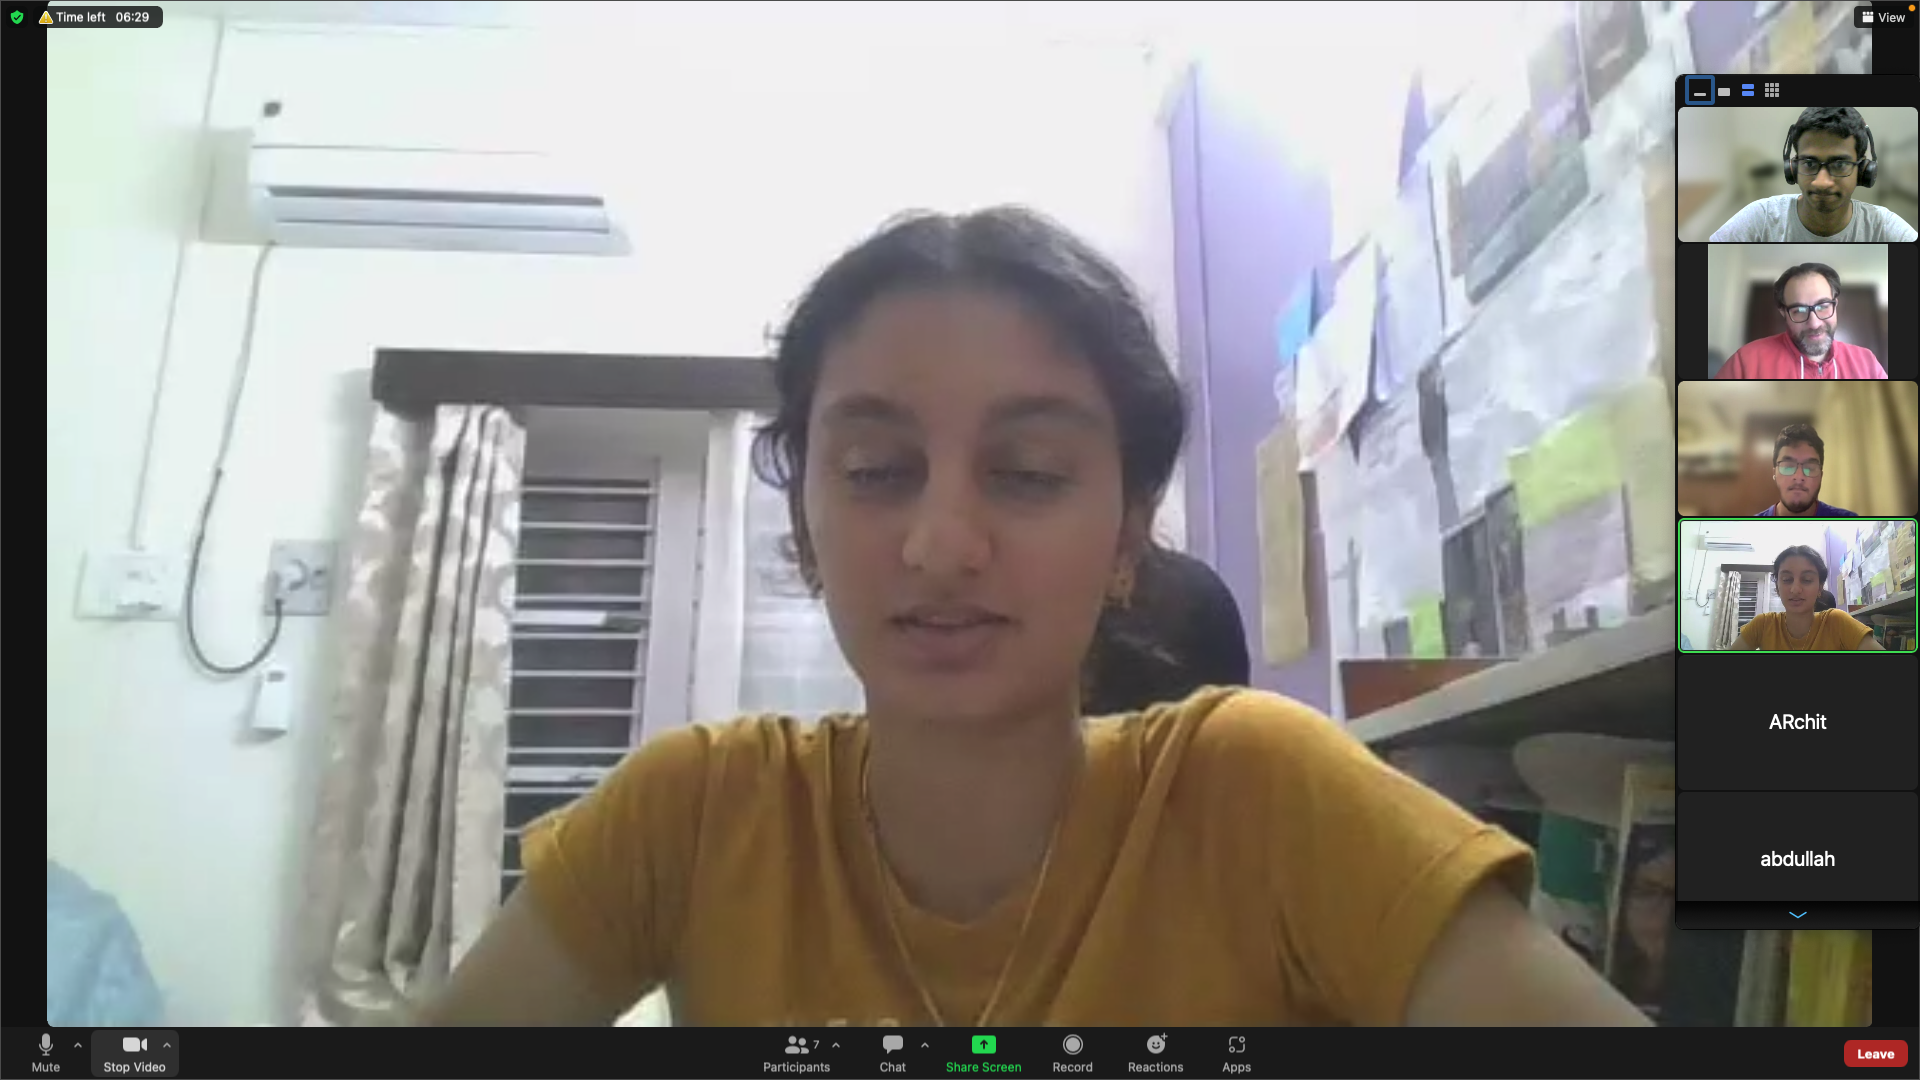 Time left 06:29
View
ARchit
abdullah
Mute
Stop Video
Participants 7
Chat
Share Screen
Record
Reactions
Apps
Leave